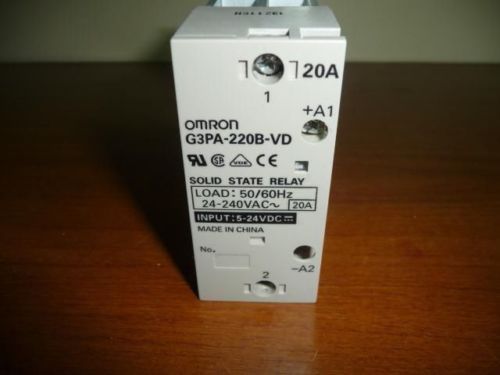 20A
1
+A1
OMRON
G3PA-220B-VD
VDE CE
SOLID STATE RELAY
LOAD: 50/60Hz
24-240VAC~ 20A
INPUT: 5-24VDC
MADE IN CHINA
No.
2
-A2